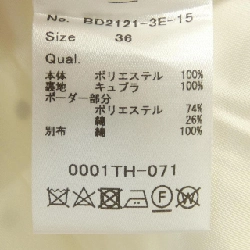 No. BD2121-3E-15
Size 36
Qual.
本体 ポリエステル 100%
裏地 キュプラ 100%
ボーダー部分
ポリエステル 74%
綿 26%
別布 綿 100%
0001TH-071